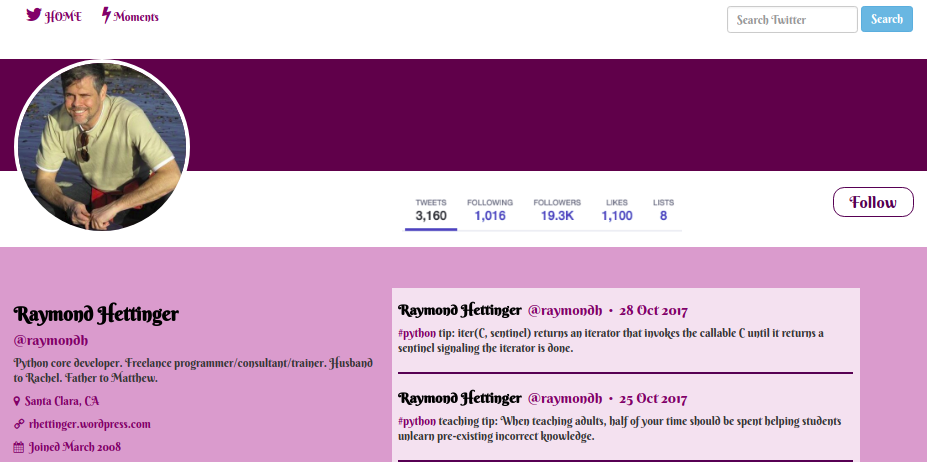 HOME Moments
Search Twitter Search
TWEETS FOLLOWING FOLLOWERS LIKES LISTS
3,160 1,016 19.3K 1,100 8
Follow
Raymond Hettinger
@raymondh
Python core developer. Freelance programmer/consultant/trainer. Husband
to Rachel. Father to Matthew.
Santa Clara, CA
rhettinger.wordpress.com
Joined March 2008
Raymond Hettinger @raymondh • 28 Oct 2017
#python tip: iter(C, sentinel) returns an iterator that invokes the callable C until it returns a
sentinel signaling the iterator is done.
Raymond Hettinger @raymondh • 25 Oct 2017
#python teaching tip: When teaching adults, half of your time should be spent helping students
unlearn pre-existing incorrect knowledge.